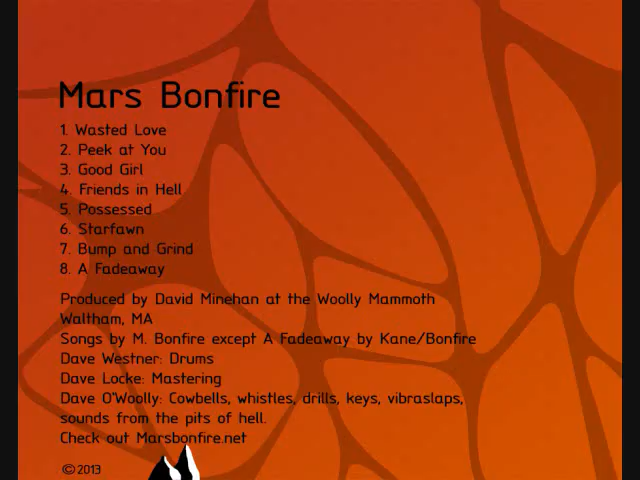 Mars Bonfire
1. Wasted Love
2. Peek at You
3. Good Girl
4. Friends in Hell
5. Possessed
6. Starfawn
7. Bump and Grind
8. A Fadeaway
Produced by David Minehan at the Woolly Mammoth
Waltham, MA
Songs by M. Bonfire except A Fadeaway by Kane/Bonfire
Dave Westner: Drums
Dave Locke: Mastering
Dave O'Woolly: Cowbells, whistles, drills, keys, vibraslaps,
sounds from the pits of hell.
Check out Marsbonfire.net
©2013